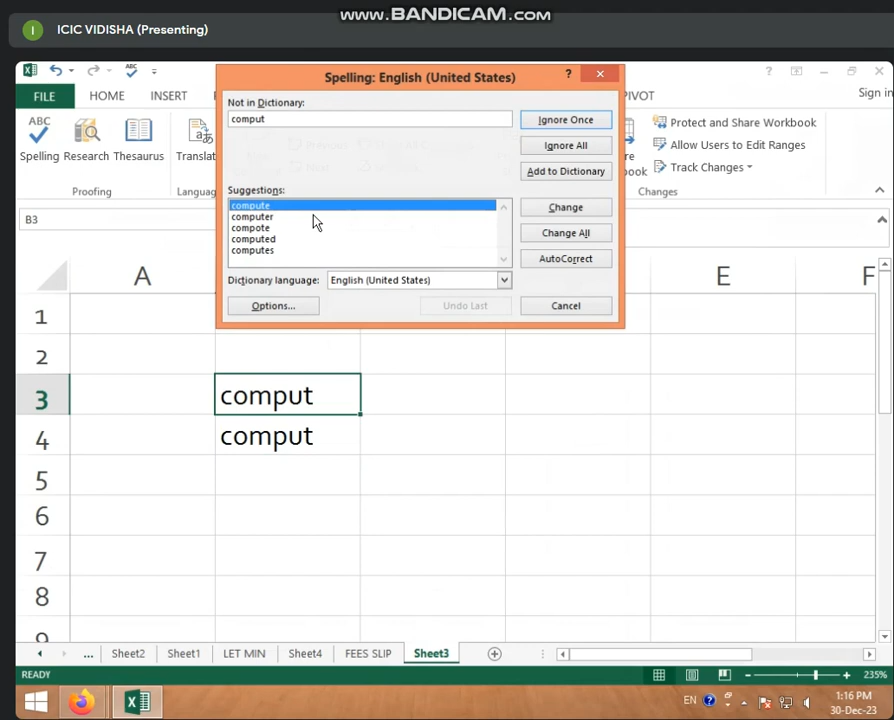 www.BANDICAM.com
I ICIC VIDISHA (Presenting)
Spelling: English (United States)
FILE HOME INSERT PIVOT Sign in
Not in Dictionary:
comput
Ignore Once
Ignore All
Add to Dictionary
Suggestions:
compute
computer
compote
computed
computes
Change
Change All
AutoCorrect
Dictionary language: English (United States)
Options... Undo Last Cancel
ABC
Spelling Research Thesaurus Translat
Proofing Langua
Protect and Share Workbook
Allow Users to Edit Ranges
Track Changes
Changes
B3
A E F
1
2
3 comput
4 comput
5
6
7
8
9
... Sheet2 Sheet1 LET MIN Sheet4 FEES SLIP Sheet3
READY 235%
EN 1:16 PM
30-Dec-23